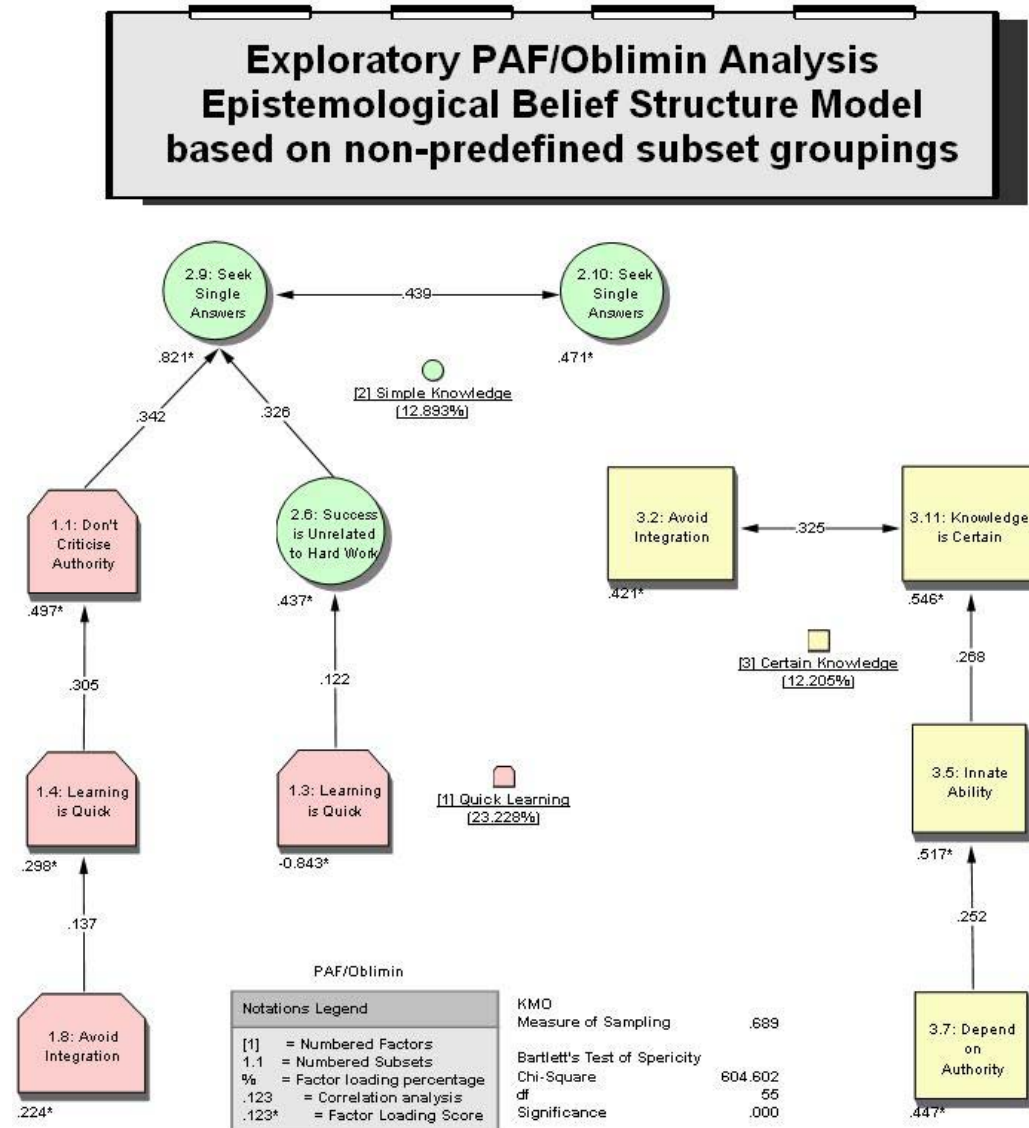 Exploratory PAF/Oblimin Analysis
Epistemological Belief Structure Model
based on non-predefined subset groupings
2.9: Seek
Single
Answers
.821*
.439
2.10: Seek
Single
Answers
.471*
[2] Simple Knowledge
(12.893%)
.342
.326
1.1: Don't
Criticise
Authority
.497*
2.6: Success
is Unrelated
to Hard Work
.437*
3.2: Avoid
Integration
.421*
.325
3.11: Knowledge
is Certain
.546*
[3] Certain Knowledge
(12.205%)
.305
.122
.268
1.4: Learning
is Quick
.298*
1.3: Learning
is Quick
-0.843*
[1] Quick Learning
(23.228%)
3.5: Innate
Ability
.517*
.137
.252
1.8: Avoid
Integration
.224*
PAF/Oblimin
Notations Legend
[1] = Numbered Factors
1.1 = Numbered Subsets
% = Factor loading percentage
.123 = Correlation analysis
.123* = Factor Loading Score
KMO
Measure of Sampling .689
Bartlett's Test of Spericity
Chi-Square 604.602
df 55
Significance .000
3.7: Depend
on
Authority
.447*